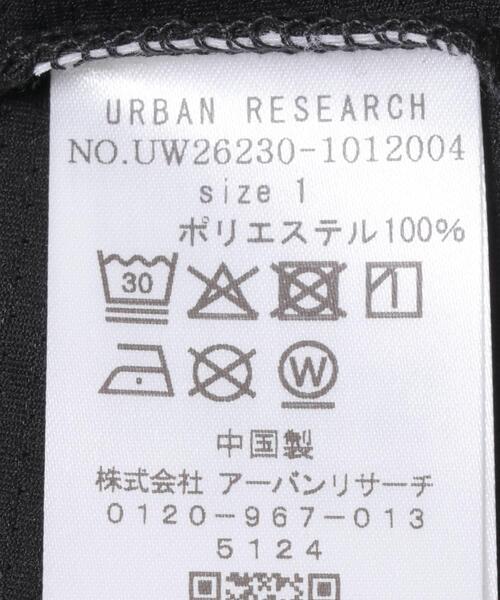 URBAN RESEARCH
NO.UW26230-1012004
size 1
ポリエステル100%
30
W
中国製
株式会社 アーバンリサーチ
0120-967-013
5124